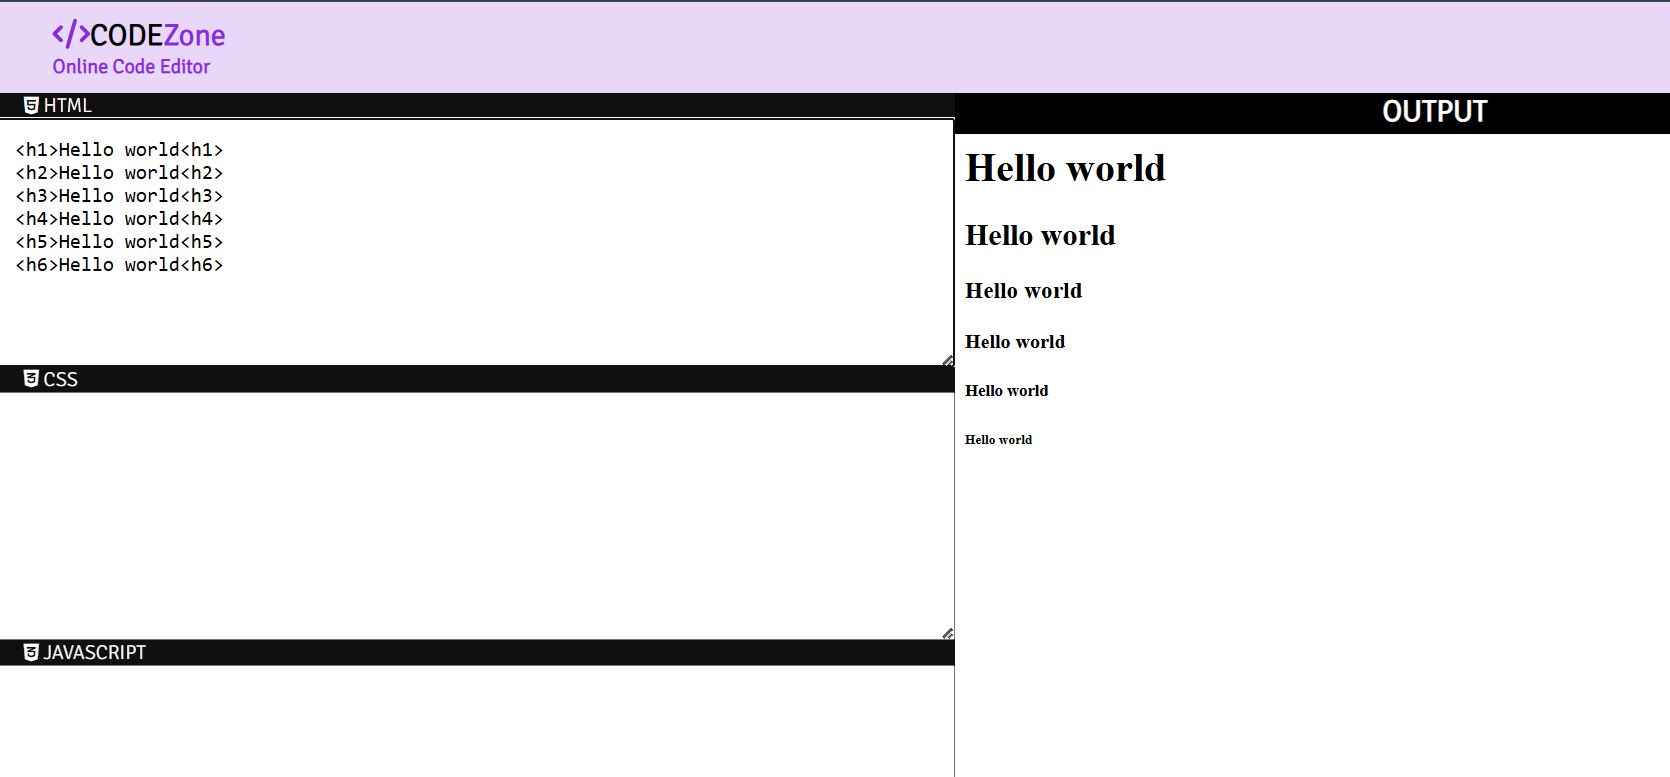 </>CODEZone
Online Code Editor
HTML
<h1>Hello world<h1>
<h2>Hello world<h2>
<h3>Hello world<h3>
<h4>Hello world<h4>
<h5>Hello world<h5>
<h6>Hello world<h6>
CSS
JAVASCRIPT
OUTPUT
Hello world
Hello world
Hello world
Hello world
Hello world
Hello world